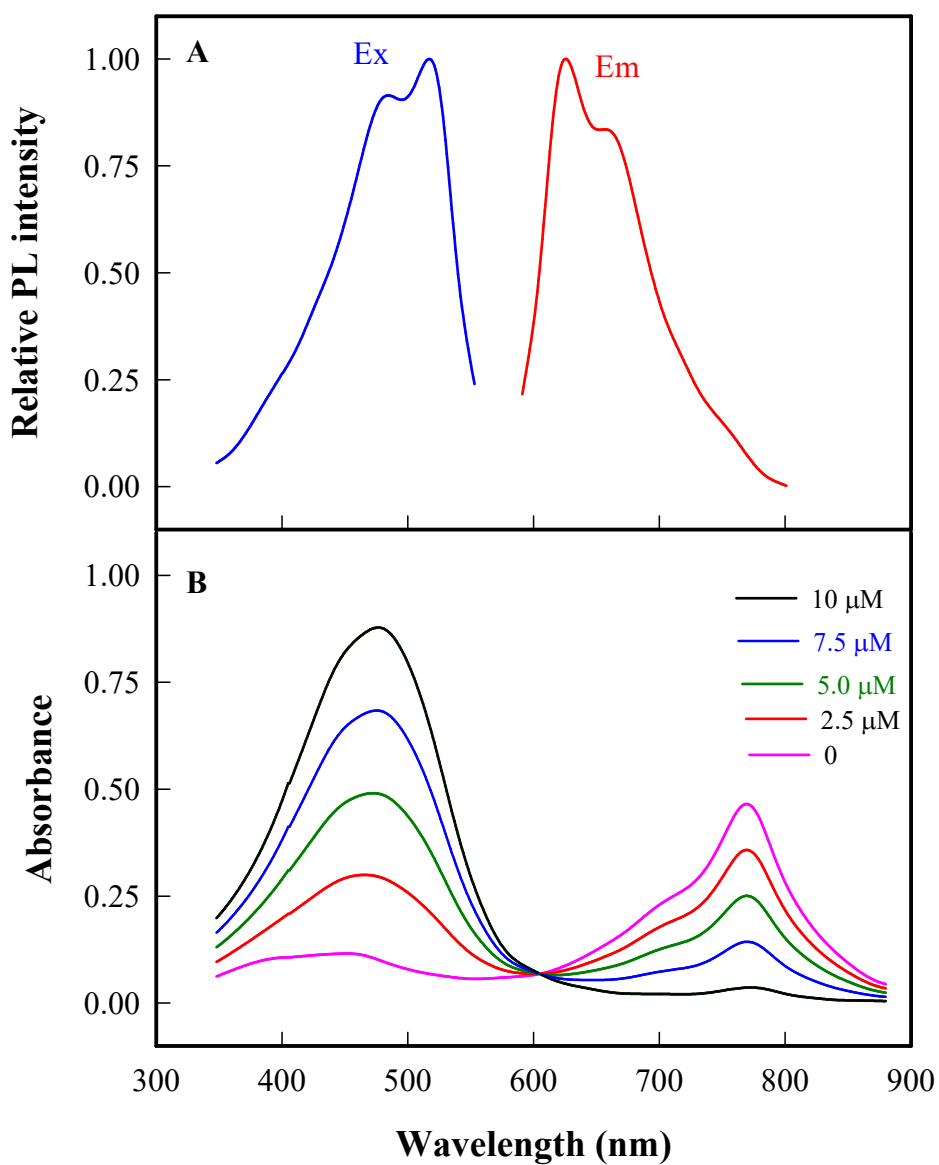 A
Ex
Em
1.00
0.75
0.50
0.25
0.00
Relative PL intensity
B
1.00
0.75
0.50
0.25
0.00
Absorbance
10 μM
7.5 μM
5.0 μM
2.5 μM
0
300 400 500 600 700 800 900
Wavelength (nm)